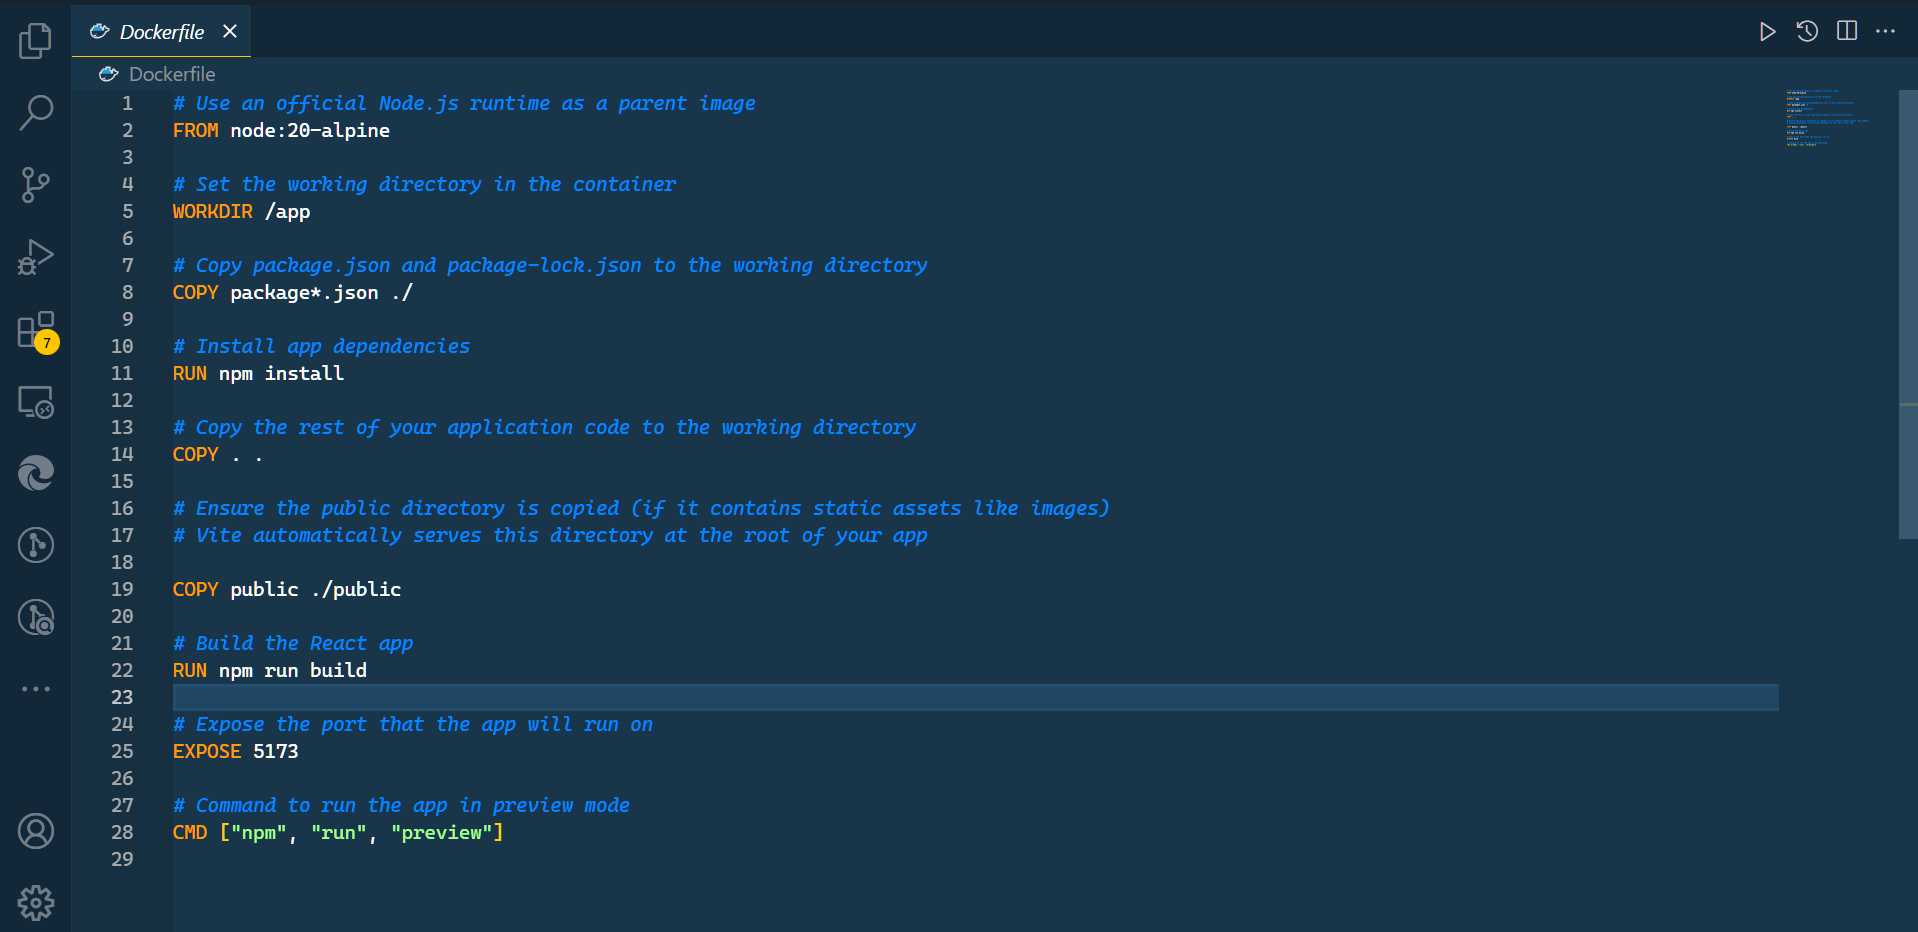 Dockerfile
Dockerfile
1 # Use an official Node.js runtime as a parent image
2 FROM node:20-alpine
3
4 # Set the working directory in the container
5 WORKDIR /app
6
7 # Copy package.json and package-lock.json to the working directory
8 COPY package*.json ./
9
10 # Install app dependencies
11 RUN npm install
12
13 # Copy the rest of your application code to the working directory
14 COPY . .
15
16 # Ensure the public directory is copied (if it contains static assets like images)
17 # Vite automatically serves this directory at the root of your app
18
19 COPY public ./public
20
21 # Build the React app
22 RUN npm run build
23
24 # Expose the port that the app will run on
25 EXPOSE 5173
26
27 # Command to run the app in preview mode
28 CMD ["npm", "run", "preview"]
29
7